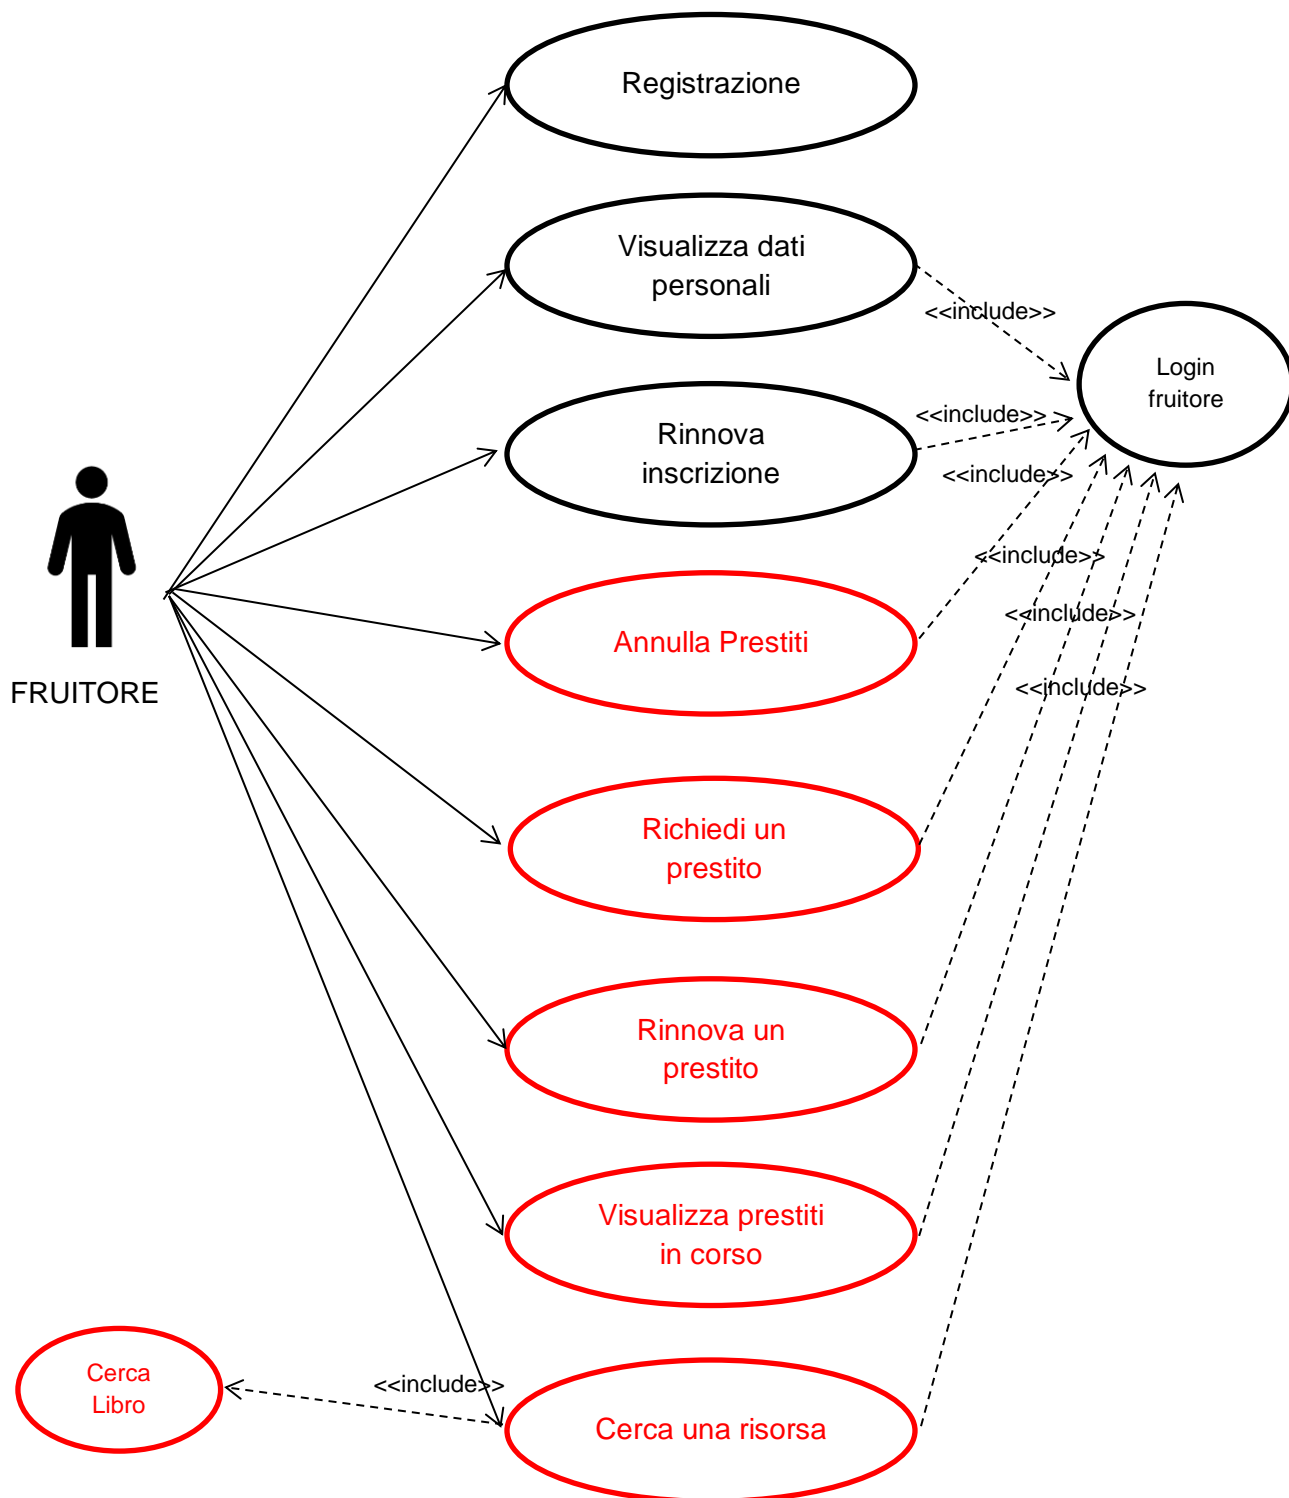 Registrazione
Visualizza dati
personali
<<include>>
Login
fruitore
<<include>>
Rinnova
inscrizione
<<include>>
<<include>>
<<include>>
Annulla Prestiti
<<include>>
FRUITORE
Richiedi un
prestito
Rinnova un
prestito
Visualizza prestiti
in corso
Cerca
Libro
<<include>>
Cerca una risorsa